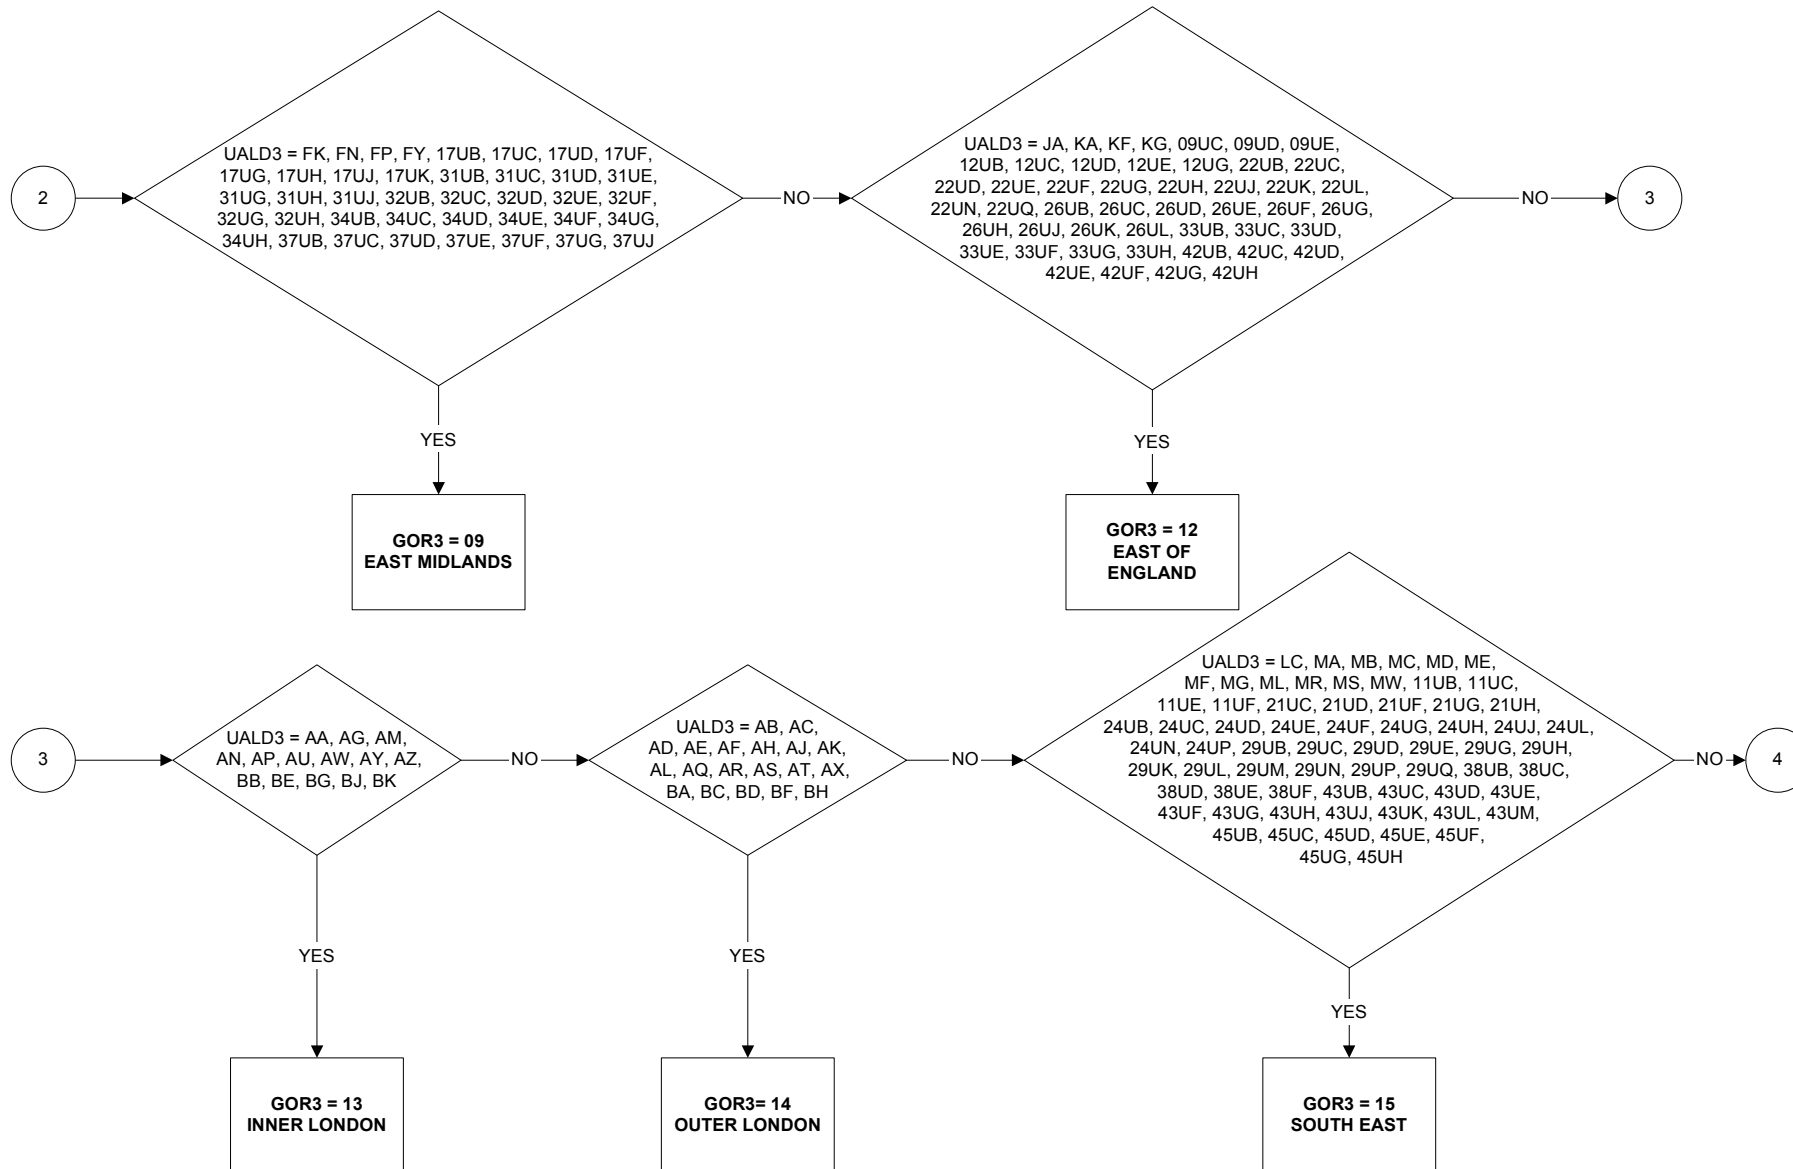 2
UALD3 = FK, FN, FP, FY, 17UB, 17UC, 17UD, 17UF,
17UG, 17UH, 17UJ, 17UK, 31UB, 31UC, 31UD, 31UE,
31UG, 31UH, 31UJ, 32UB, 32UC, 32UD, 32UE, 32UF,
32UG, 32UH, 34UB, 34UC, 34UD, 34UE, 34UF, 34UG,
34UH, 37UB, 37UC, 37UD, 37UE, 37UF, 37UG, 37UJ
NO
UALD3 = JA, KA, KF, KG, 09UC, 09UD, 09UE,
12UB, 12UC, 12UD, 12UE, 12UG, 22UB, 22UC,
22UD, 22UE, 22UF, 22UG, 22UH, 22UJ, 22UK, 22UL,
22UN, 22UQ, 26UB, 26UC, 26UD, 26UE, 26UF, 26UG,
26UH, 26UJ, 26UK, 26UL, 33UB, 33UC, 33UD,
33UE, 33UF, 33UG, 33UH, 42UB, 42UC, 42UD,
42UE, 42UF, 42UG, 42UH
NO
3
YES
YES
GOR3 = 09
EAST MIDLANDS
GOR3 = 12
EAST OF
ENGLAND
3
UALD3 = AA, AG, AM,
AN, AP, AU, AW, AY, AZ,
BB, BE, BG, BJ, BK
NO
UALD3 = AB, AC,
AD, AE, AF, AH, AJ, AK,
AL, AQ, AR, AS, AT, AX,
BA, BC, BD, BF, BH
NO
UALD3 = LC, MA, MB, MC, MD, ME,
MF, MG, ML, MR, MS, MW, 11UB, 11UC,
11UE, 11UF, 21UC, 21UD, 21UF, 21UG, 21UH,
24UB, 24UC, 24UD, 24UE, 24UF, 24UG, 24UH, 24UJ, 24UL,
24UN, 24UP, 29UB, 29UC, 29UD, 29UE, 29UG, 29UH,
29UK, 29UL, 29UM, 29UN, 29UP, 29UQ, 38UB, 38UC,
38UD, 38UE, 38UF, 43UB, 43UC, 43UD, 43UE,
43UF, 43UG, 43UH, 43UJ, 43UK, 43UL, 43UM,
45UB, 45UC, 45UD, 45UE, 45UF,
45UG, 45UH
NO
4
YES
YES
YES
GOR3 = 13
INNER LONDON
GOR3= 14
OUTER LONDON
GOR3 = 15
SOUTH EAST